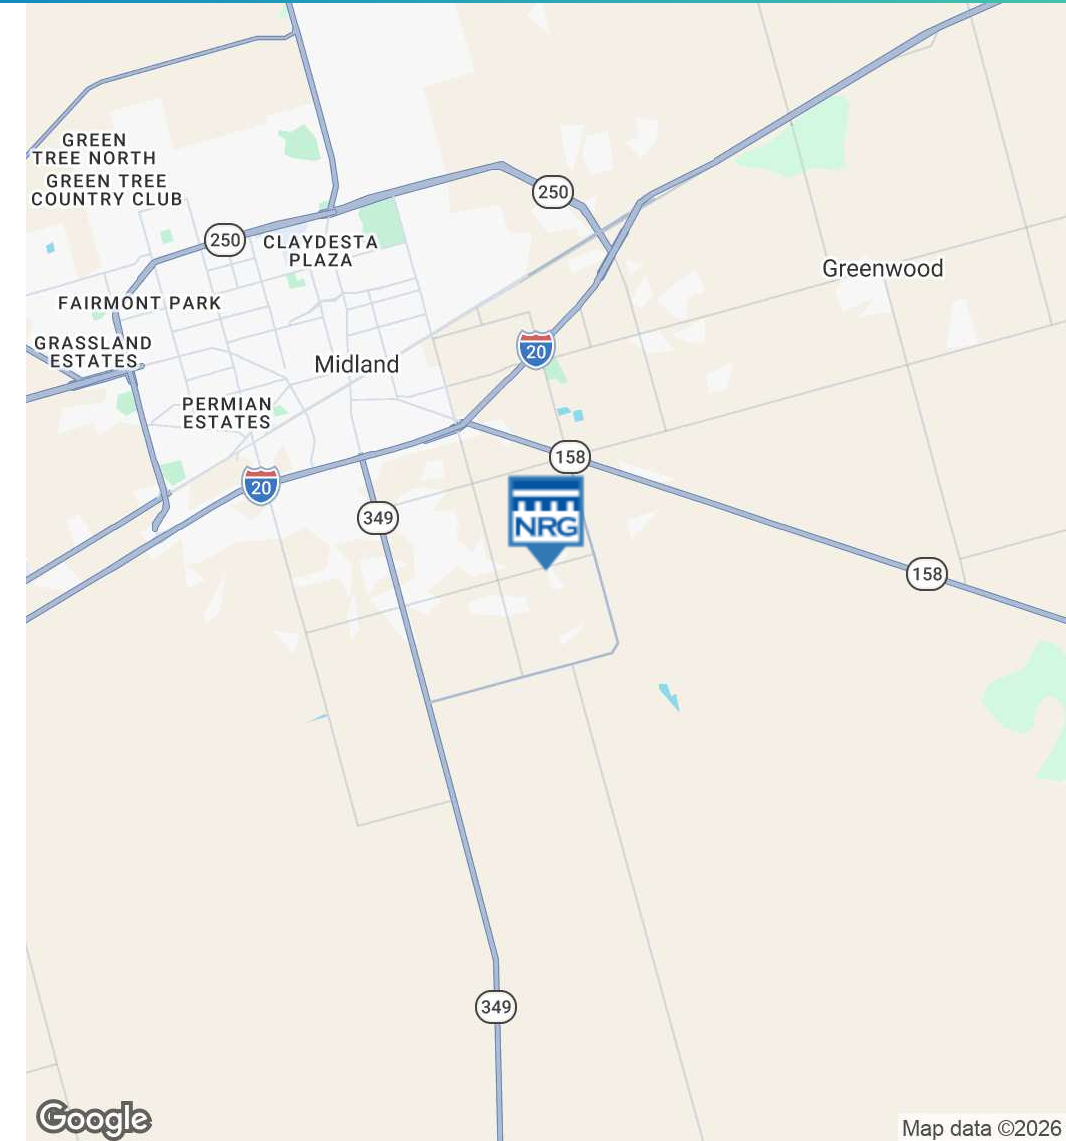 GREEN
TREE NORTH
GREEN TREE
COUNTRY CLUB
250
250
CLAYDESTA
PLAZA
Greenwood
FAIRMONT PARK
GRASSLAND
ESTATES
20
Midland
PERMIAN
ESTATES
158
20
349
NRG
158
349
Google
Map data ©2026